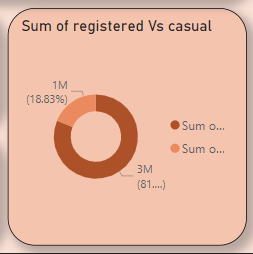 Sum of registered Vs casual
1M
(18.83%)
Sum o...
Sum o...
3M
(81....)